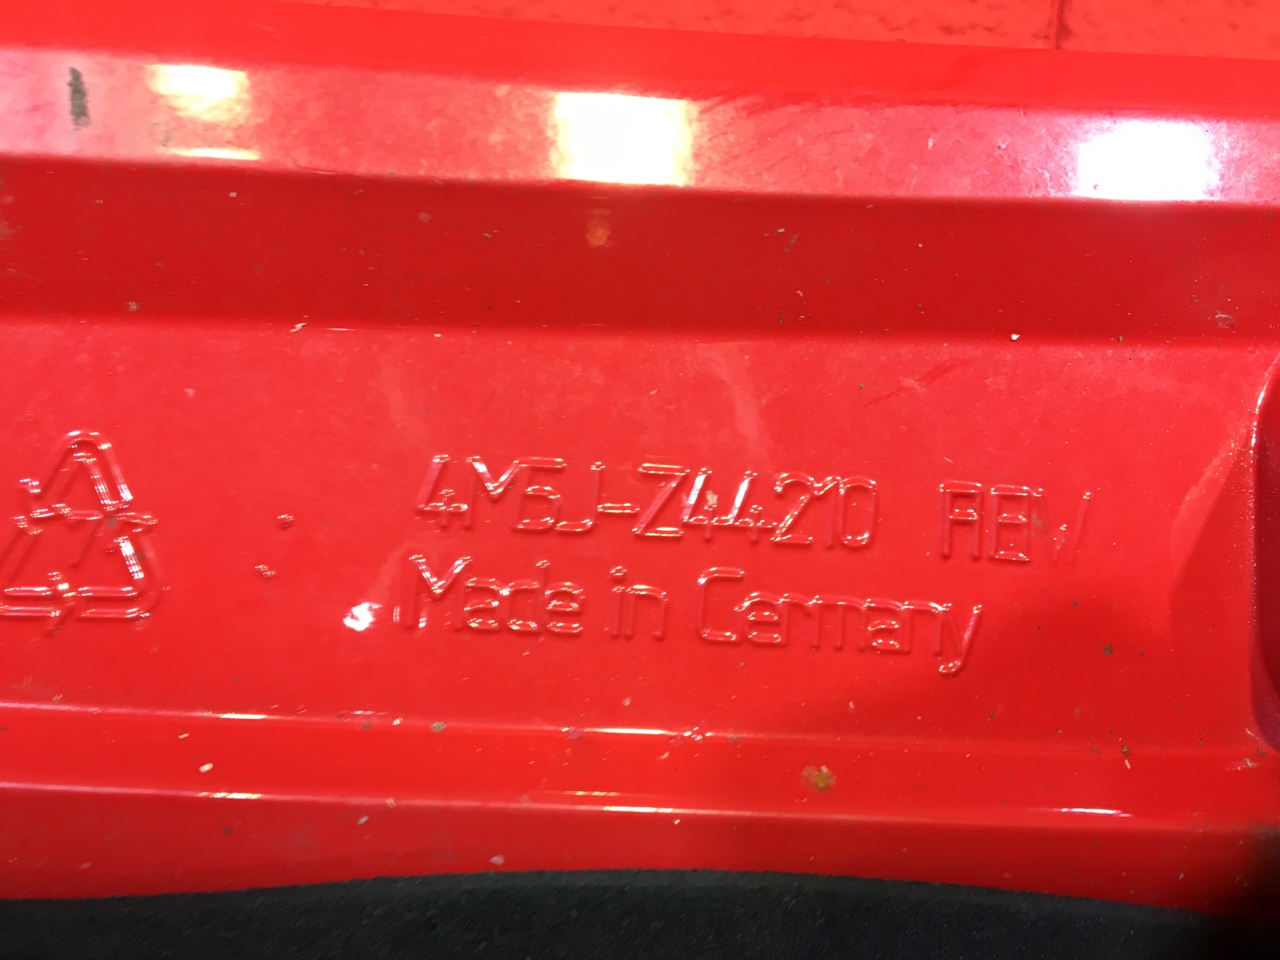 4M5J-Z44210 REV
Made in Germany